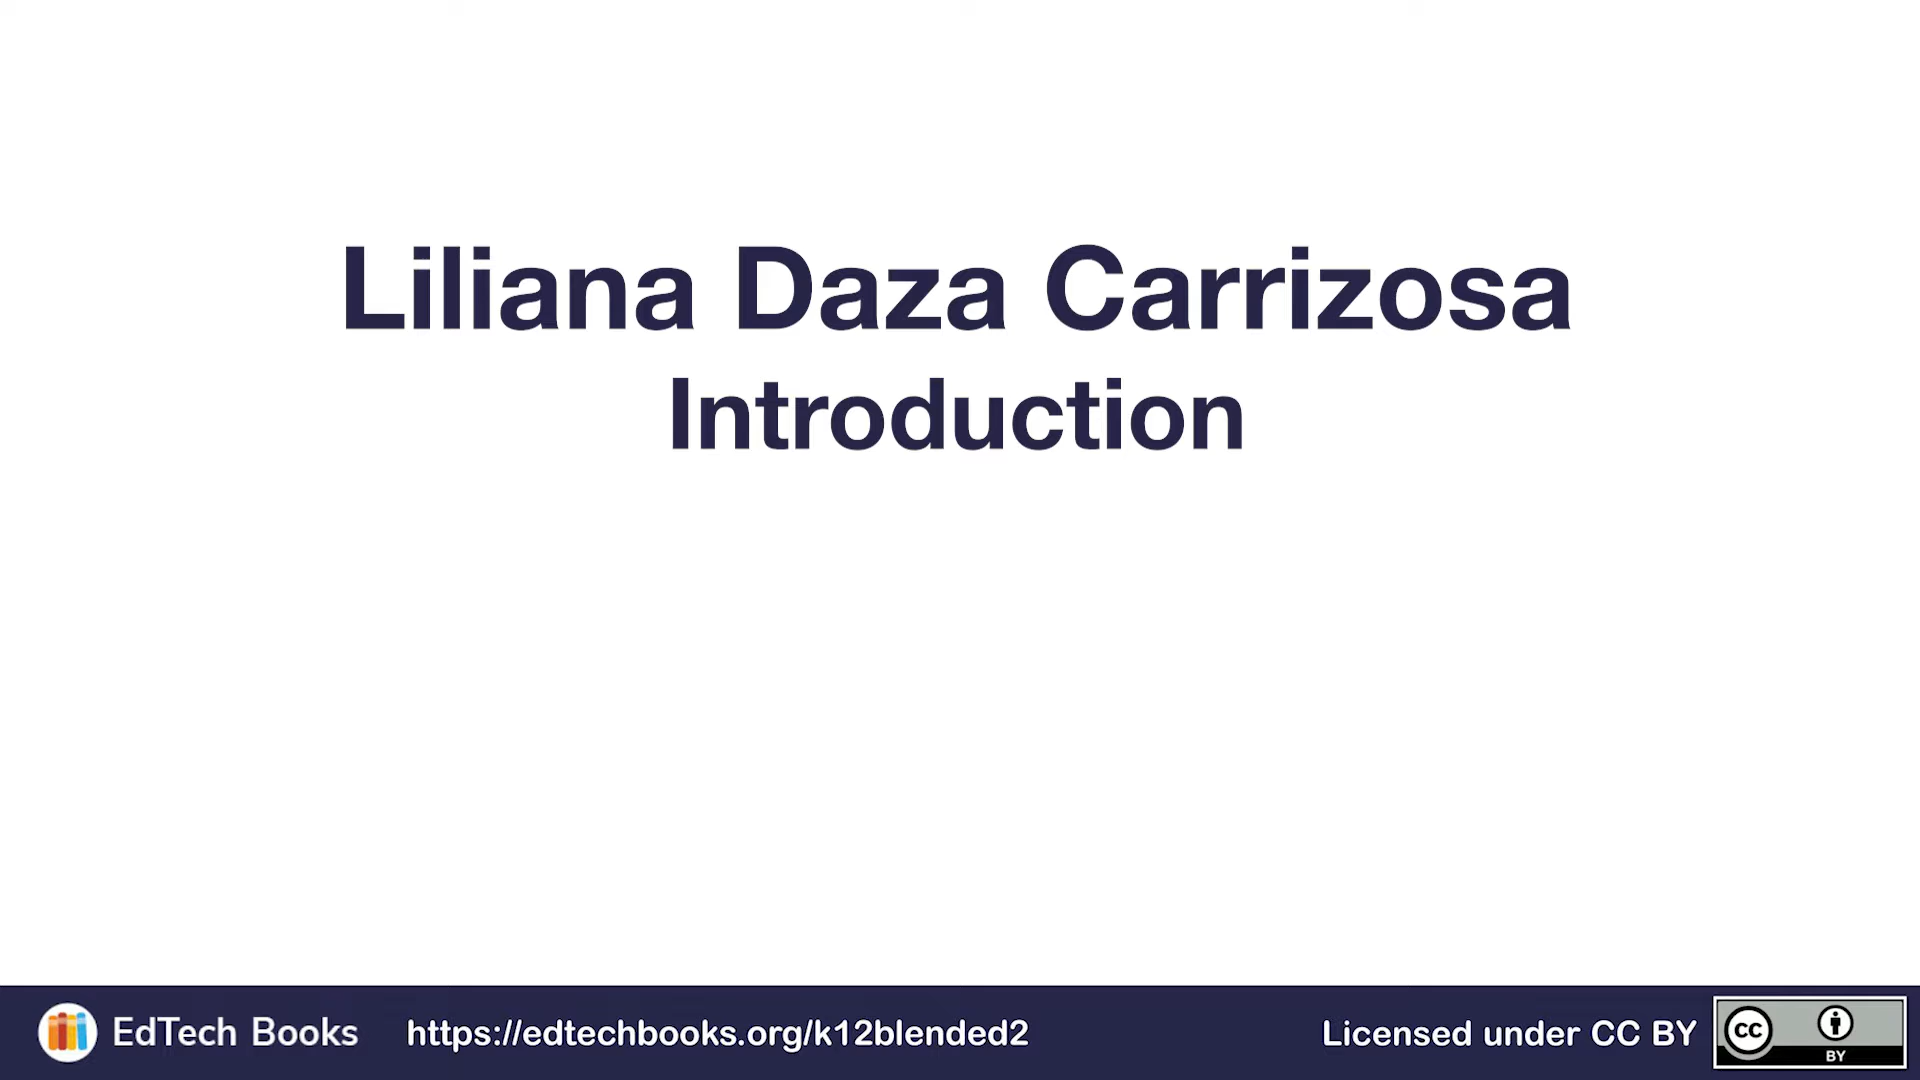 Liliana Daza Carrizosa
Introduction
EdTech Books https://edtechbooks.org/k12blended2 Licensed under CC BY cc BY